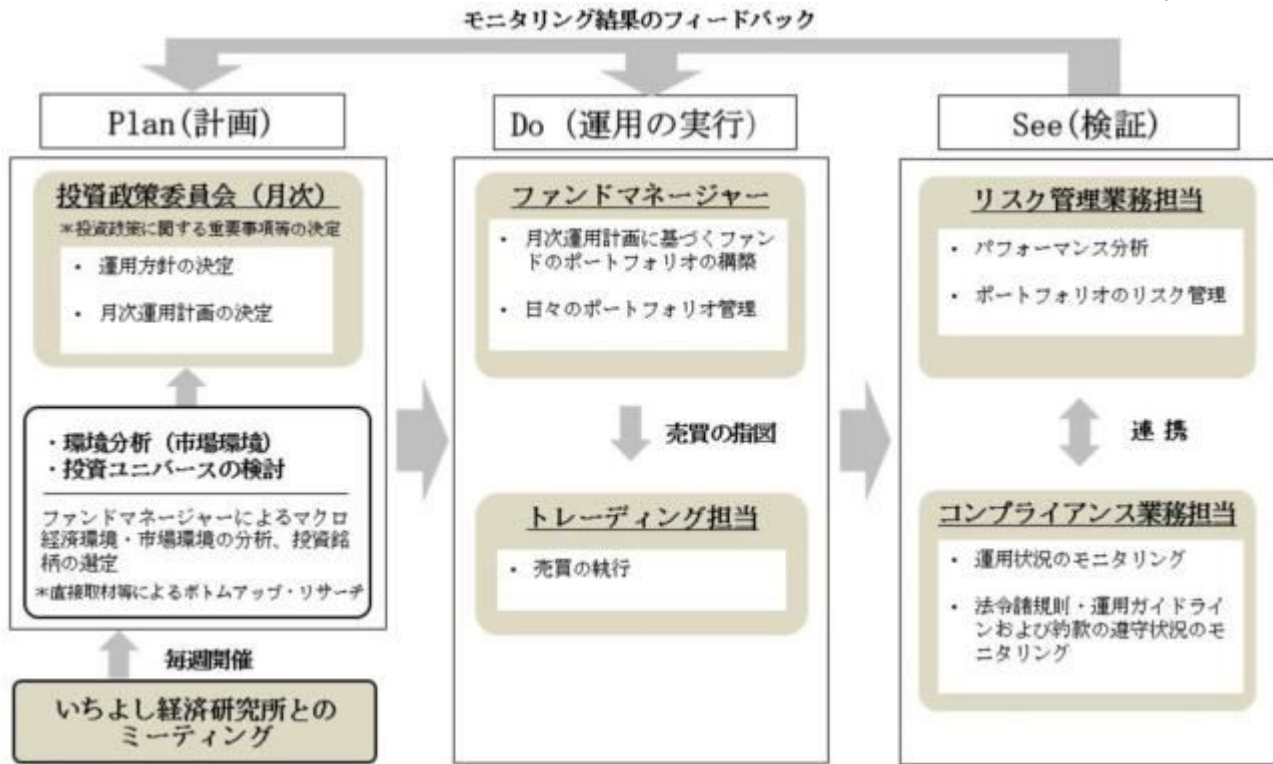 モニタリング結果のフィードバック
Plan(計画)
投資政策委員会（月次）
＊投資政策に関する重要事項等の決定
・ 運用方針の決定
・ 月次運用計画の決定
・環境分析（市場環境）
・投資ユニバースの検討
ファンドマネージャーによるマクロ
経済環境・市場環境の分析、投資銘
柄の選定
＊直接取材等によるボトムアップ・リサーチ
毎週開催
いちよし経済研究所との
ミーティング
Do（運用の実行）
ファンドマネージャー
・ 月次運用計画に基づくファン
ドのポートフォリオの構築
・ 日々のポートフォリオ管理
売買の指図
トレーディング担当
・ 売買の執行
See(検証)
リスク管理業務担当
・ パフォーマンス分析
・ ポートフォリオのリスク管理
連 携
コンプライアンス業務担当
・ 運用状況のモニタリング
・ 法令諸規則・運用ガイドライ
ンおよび約款の遵守状況のモ
ニタリング